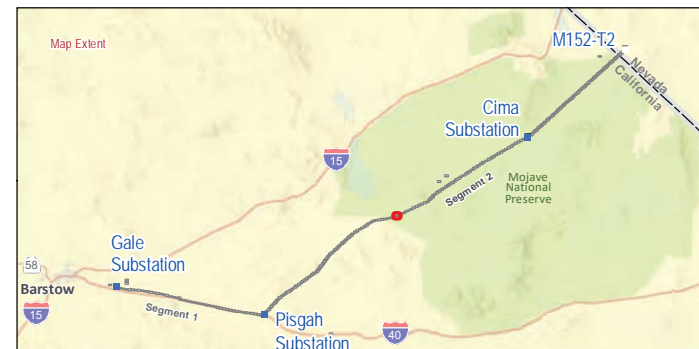 Map Extent
M152-T2
Nevada
California
Cima
Substation
15
Mojave
National
Preserve
Segment 2
Gale
Substation
58
Barstow
Segment 1
15
Pisgah
Substation
40